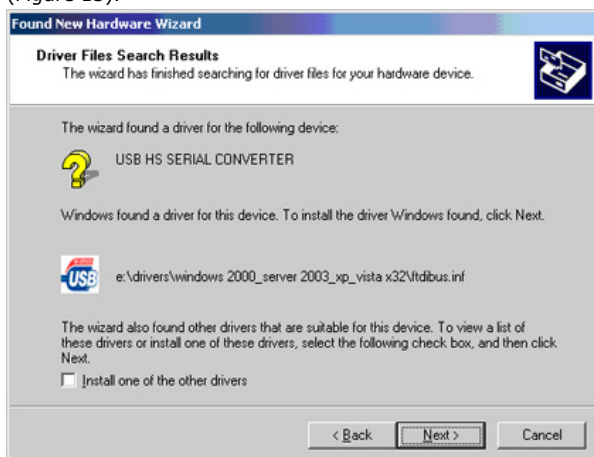 (Figure 13).
Found New Hardware Wizard
Driver Files Search Results
The wizard has finished searching for driver files for your hardware device.
The wizard found a driver for the following device:
USB HS SERIAL CONVERTER
Windows found a driver for this device. To install the driver Windows found, click Next.
USB
e:\drivers\windows 2000_server 2003_xp_vista x32\ftdibus.inf
The wizard also found other drivers that are suitable for this device. To view a list of
these drivers or install one of these drivers, select the following check box, and then click
Next.
Install one of the other drivers
< Back Next > Cancel